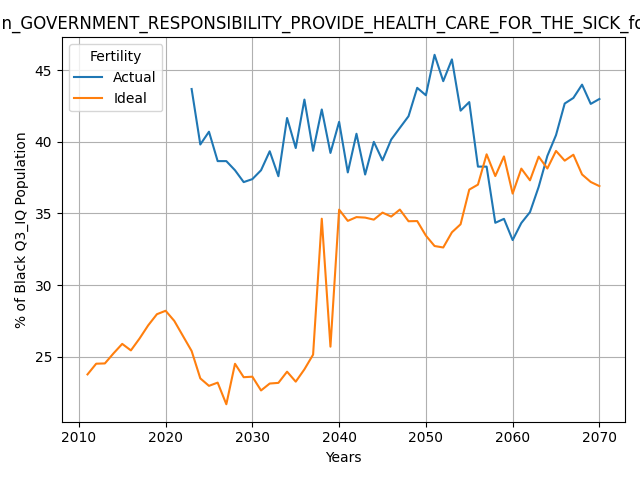 n_GOVERNMENT_RESPONSIBILITY_PROVIDE_HEALTH_CARE_FOR_THE_SICK_fo
Fertility
Actual
Ideal
% of Black Q3_IQ Population
45
40
35
30
25
2010 2020 2030 2040 2050 2060 2070
Years